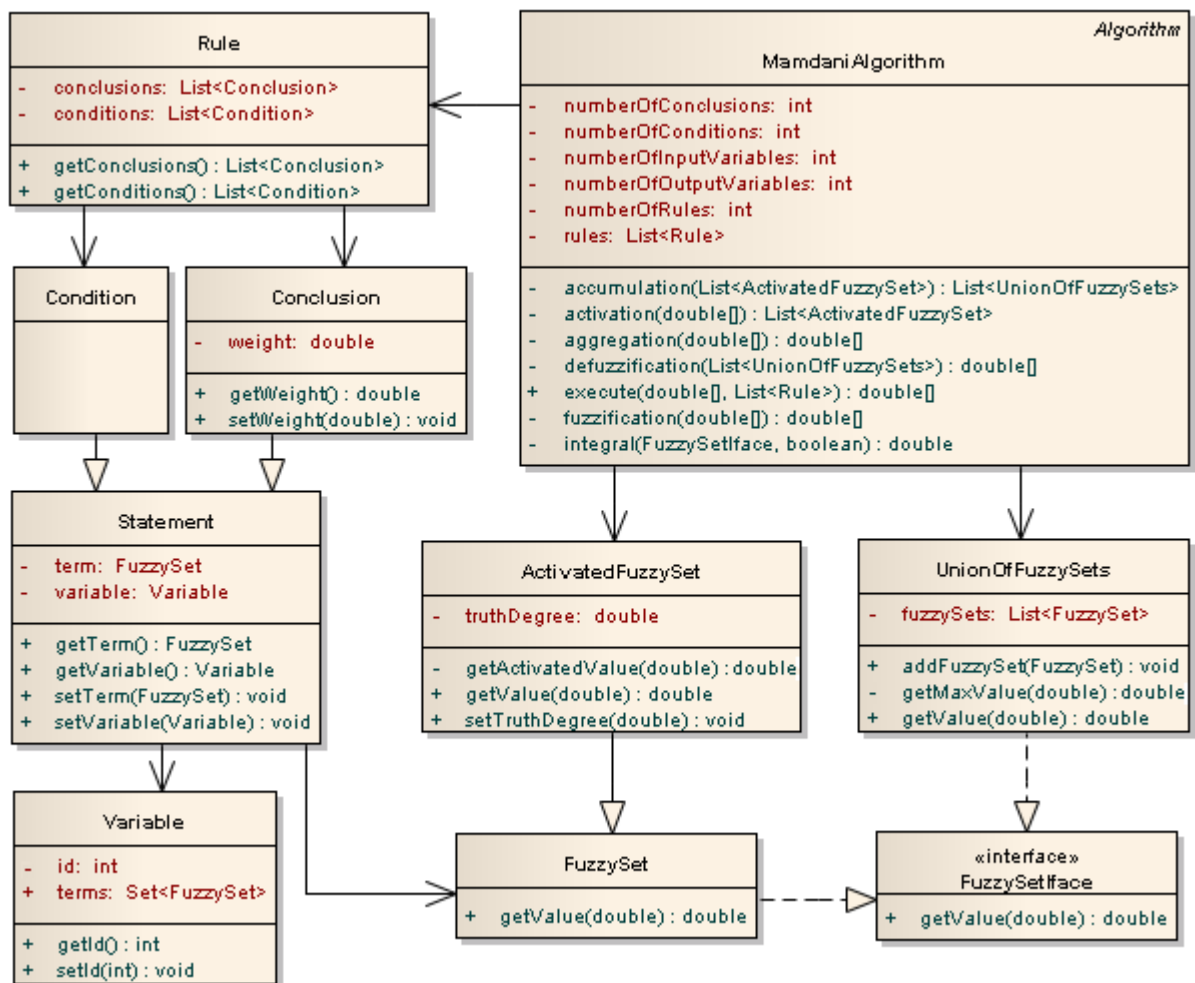 Rule
- conclusions: List<Conclusion>
- conditions: List<Condition>
+ getConclusions() : List<Conclusion>
+ getConditions() : List<Condition>
Algorithm
MamdaniAlgorithm
- numberOfConclusions: int
- numberOfConditions: int
- numberOfInputVariables: int
- numberOfOutputVariables: int
- numberOfRules: int
- rules: List<Rule>
- accumulation(List<ActivatedFuzzySet>) : List<UnionOfFuzzySets>
- activation(double[]) : List<ActivatedFuzzySet>
- aggregation(double[]) : double[]
- defuzzification(List<UnionOfFuzzySets>) : double[]
+ execute(double[], List<Rule>) : double[]
- fuzzification(double[]) : double[]
- integral(FuzzySetIface, boolean) : double
Condition
Conclusion
- weight: double
+ getWeight() : double
+ setWeight(double) : void
Statement
- term: FuzzySet
- variable: Variable
+ getTerm() : FuzzySet
+ getVariable() : Variable
+ setTerm(FuzzySet) : void
+ setVariable(Variable) : void
ActivatedFuzzySet
- truthDegree: double
- getActivatedValue(double) : double
+ getValue(double) : double
+ setTruthDegree(double) : void
UnionOfFuzzySets
- fuzzySets: List<FuzzySet>
+ addFuzzySet(FuzzySet) : void
- getMaxValue(double) : double
+ getValue(double) : double
Variable
- id: int
+ terms: Set<FuzzySet>
+ getId() : int
+ setId(int) : void
FuzzySet
+ getValue(double) : double
«interface»
FuzzySetIface
+ getValue(double) : double